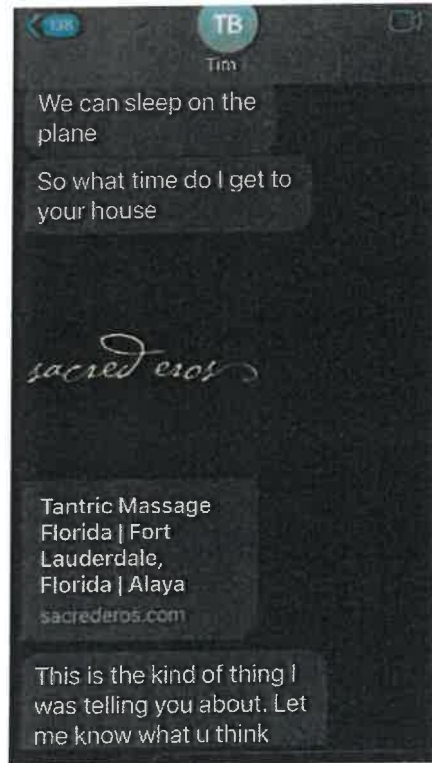 138
TB
Tim
We can sleep on the
plane
So what time do I get to
your house
sacred eros
Tantric Massage
Florida | Fort
Lauderdale,
Florida | Alaya
sacrederos.com
This is the kind of thing I
was telling you about. Let
me know what u think